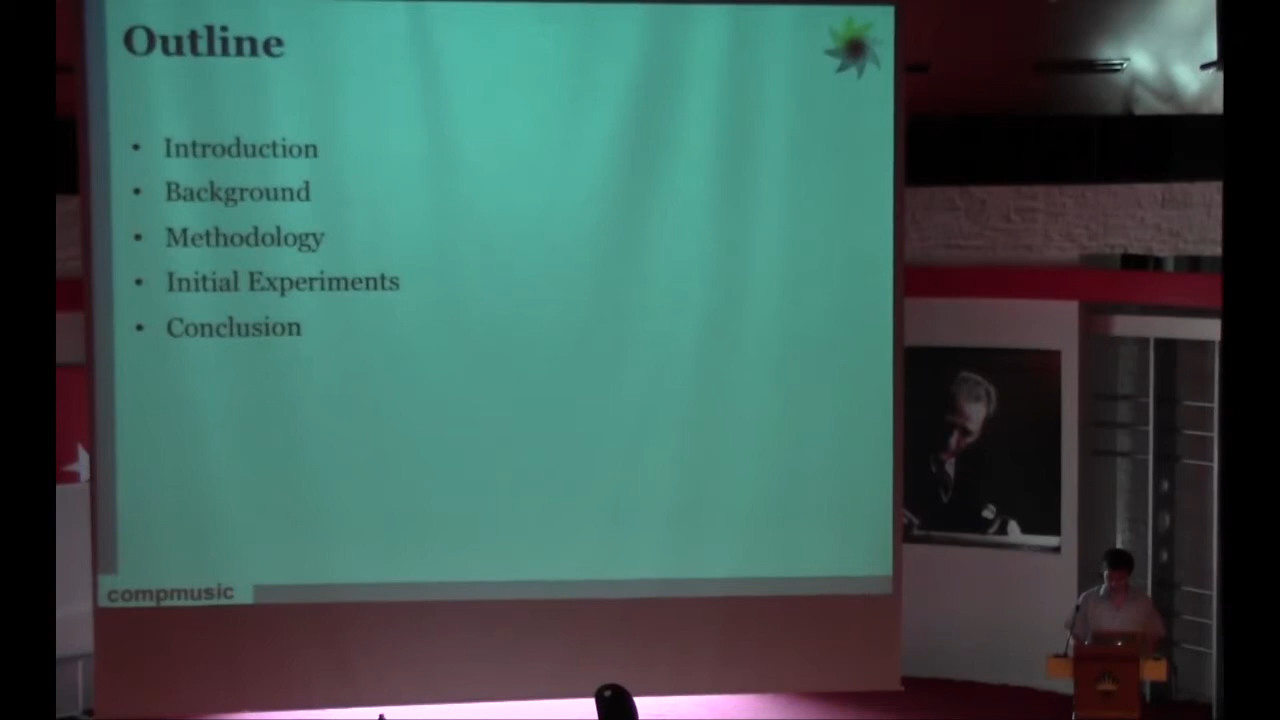 Outline
• Introduction
• Background
• Methodology
• Initial Experiments
• Conclusion
compmusic